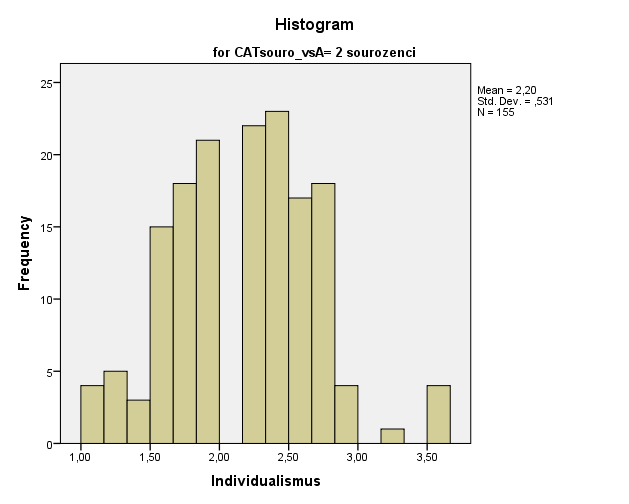 Histogram
for CATsouro_vsA= 2 sourozenci
Mean = 2,20
Std. Dev. = ,531
N = 155
Frequency
25
20
15
10
5
0
1,00 1,50 2,00 2,50 3,00 3,50
Individualismus